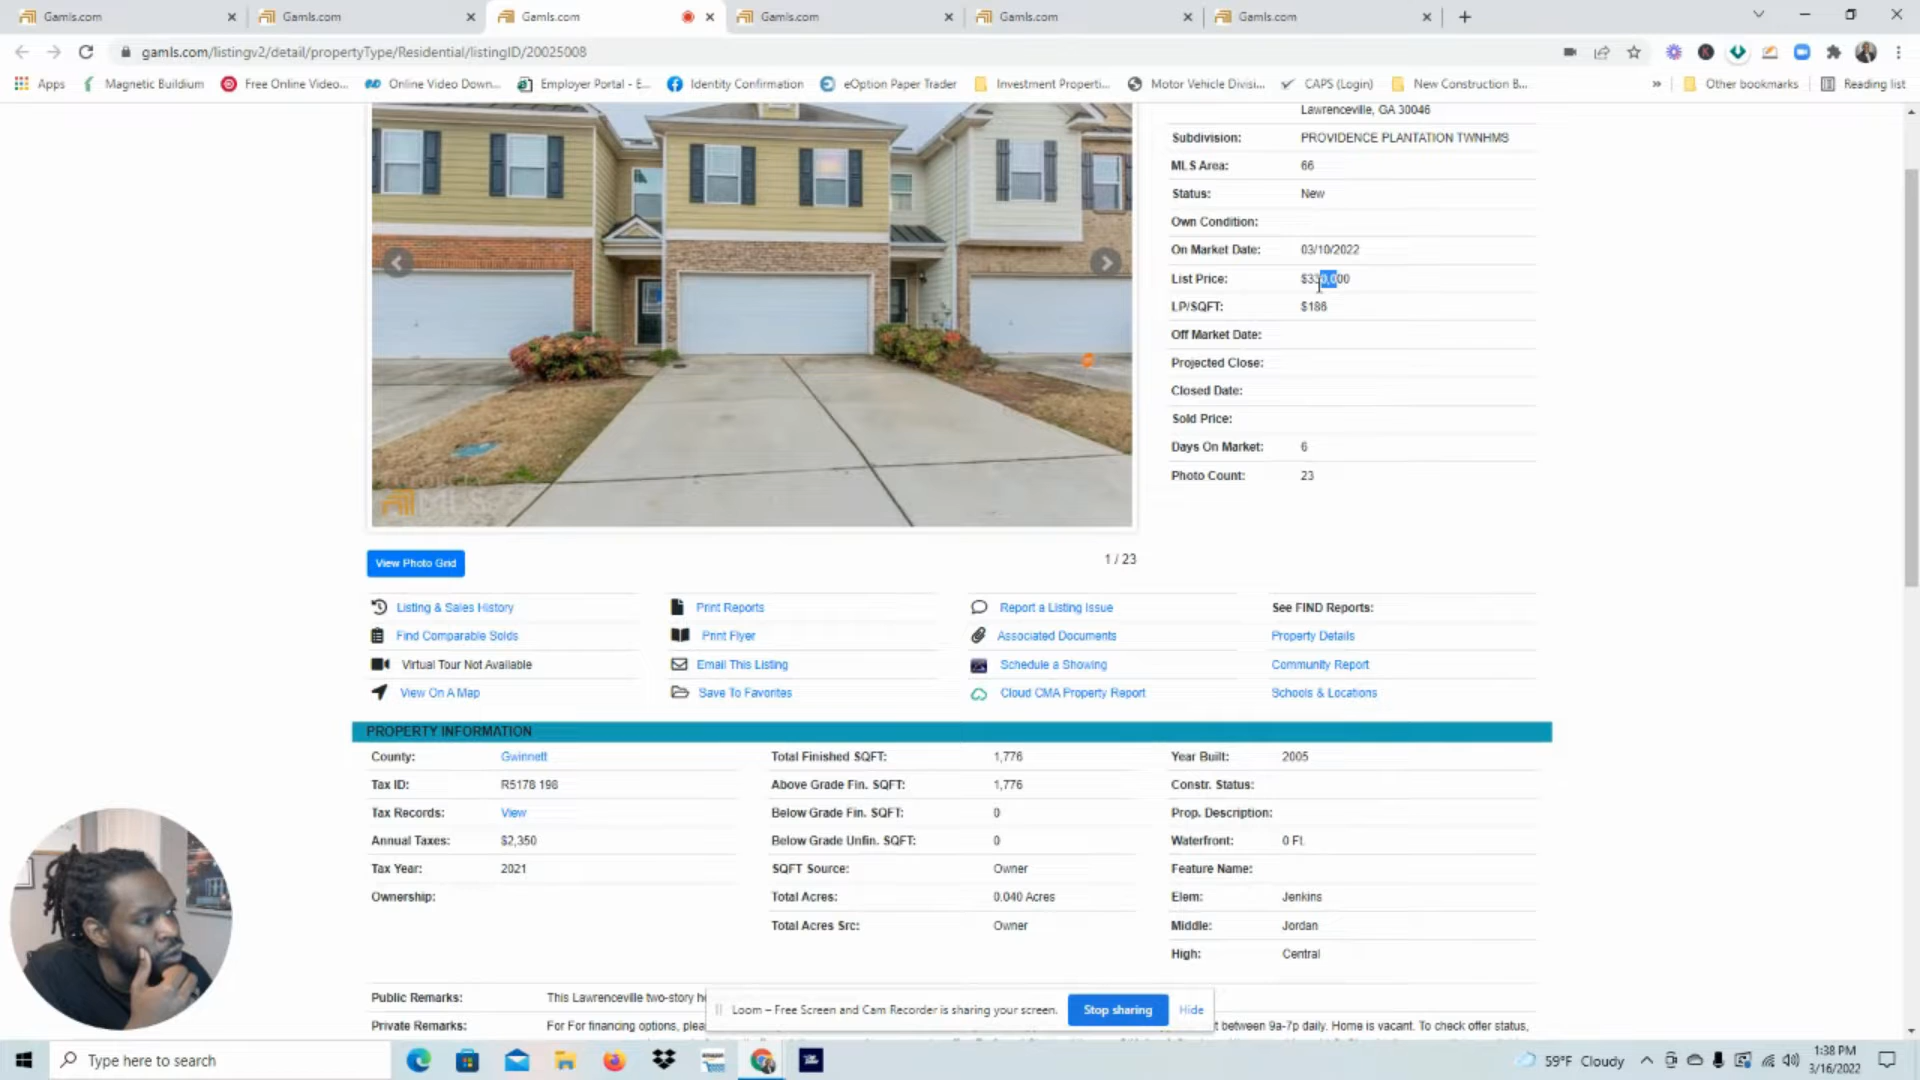 Gamls.com
Gamls.com
Gamls.com
Gamls.com
Gamls.com
Gamls.com
gamls.com/listingv2/detail/propertyType/Residential/listingID/20025008
Apps
Magnetic Buildium
Free Online Video...
Online Video Down...
Employer Portal - E...
Identity Confirmation
eOption Paper Trader
Investment Properti...
Motor Vehicle Divisi...
CAPS (Login)
New Construction B...
»
Other bookmarks
Reading list
Lawrenceville, GA 30046
Subdivision: PROVIDENCE PLANTATION TWNHMS
MLS Area: 66
Status: New
Own Condition:
On Market Date: 03/10/2022
List Price: $330,000
LP/SQFT: $186
Off Market Date:
Projected Close:
Closed Date:
Sold Price:
Days On Market: 6
Photo Count: 23
MLS
View Photo Grid
1 / 23
Listing & Sales History
Print Reports
Report a Listing Issue
See FIND Reports:
Find Comparable Solds
Print Flyer
Associated Documents
Property Details
Virtual Tour Not Available
Email This Listing
Schedule a Showing
Community Report
View On A Map
Save To Favorites
Cloud CMA Property Report
Schools & Locations
PROPERTY INFORMATION
County: Gwinnett
Total Finished SQFT: 1,776
Year Built: 2005
Tax ID: R5178 198
Above Grade Fin. SQFT: 1,776
Constr. Status:
Tax Records: View
Below Grade Fin. SQFT: 0
Prop. Description:
Annual Taxes: $2,350
Below Grade Unfin. SQFT: 0
Waterfront: 0 Ft.
Tax Year: 2021
SQFT Source: Owner
Feature Name:
Ownership:
Total Acres: 0.040 Acres
Elem: Jenkins
Total Acres Src: Owner
Middle: Jordan
High: Central
Public Remarks: This Lawrenceville two-story h
Loom – Free Screen and Cam Recorder is sharing your screen.
Stop sharing
Hide
Private Remarks: For For financing options, plea
t between 9a-7p daily. Home is vacant. To check offer status,
Type here to search
59°F Cloudy
1:38 PM
3/16/2022